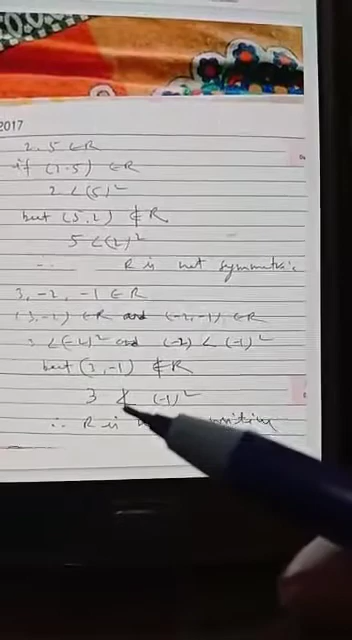 2017
2, 5 ∈ R
if (2,5) ∈ R
2 < (5)²
but (5,2) ∉ R
5 < (2)²
∴ R is not symmetric
3, -2, -1 ∈ R
(3,-2) ∈ R and (-2,-1) ∈ R
3 < (-2)² and (-2) < (-1)²
but (3,-1) ∉ R
3 ≮ (-1)²
∴ R is